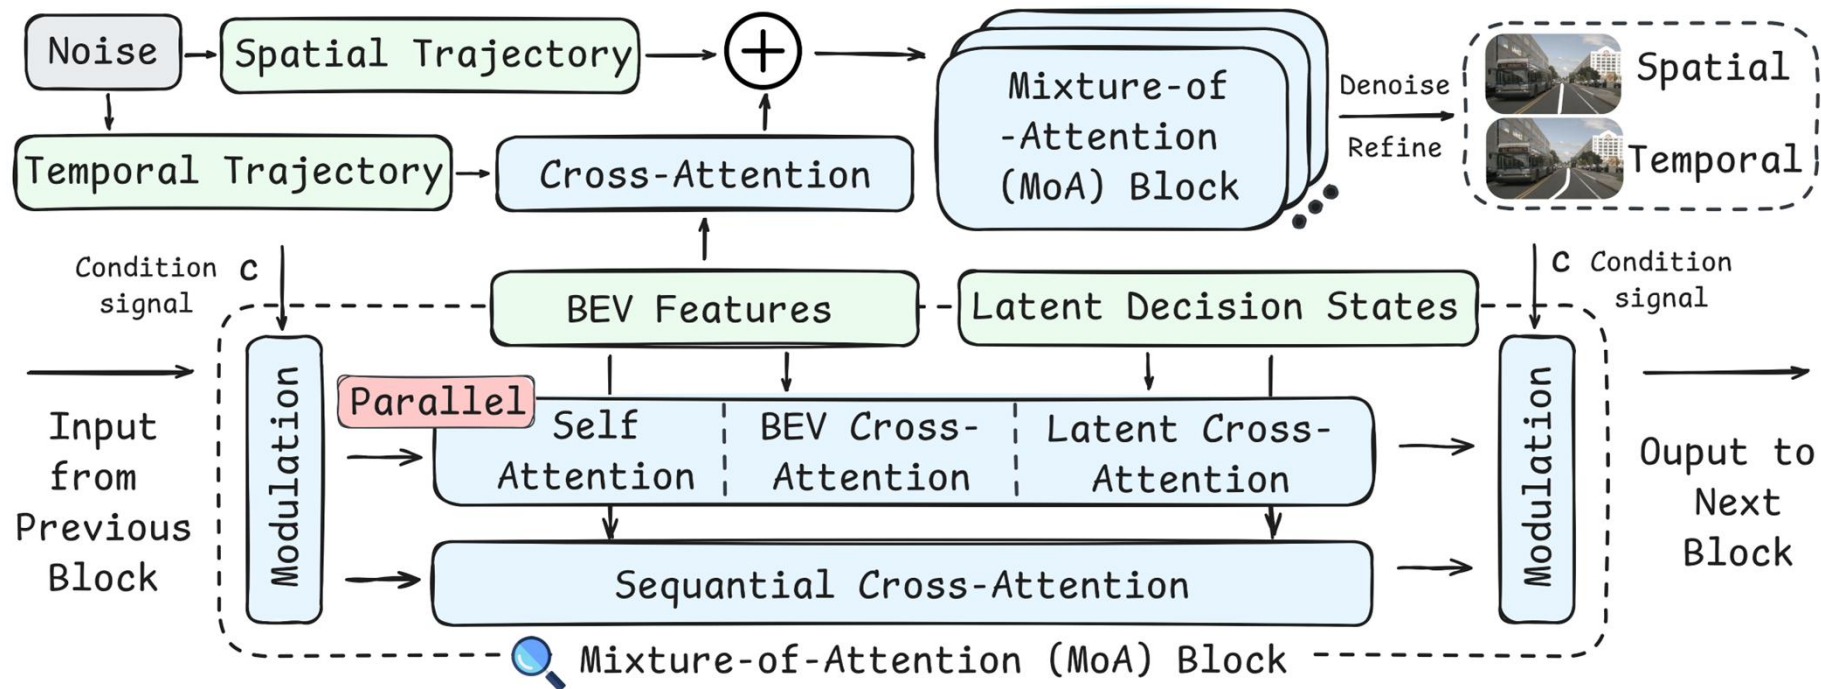 Noise
Spatial Trajectory
Temporal Trajectory
Cross-Attention
Mixture-of
-Attention
(MoA) Block
Denoise
Refine
Spatial
Temporal
Condition
signal
C
BEV Features
Latent Decision States
C
Condition
signal
Input
from
Previous
Block
Modulation
Parallel
Self
Attention
BEV Cross-
Attention
Latent Cross-
Attention
Sequantial Cross-Attention
Modulation
Ouput to
Next
Block
Mixture-of-Attention (MoA) Block